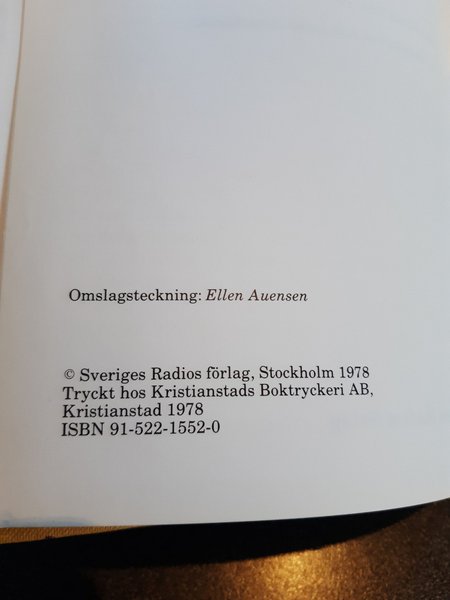 Omslagsteckning: Ellen Auensen
© Sveriges Radios förlag, Stockholm 1978
Tryckt hos Kristianstads Boktryckeri AB,
Kristianstad 1978
ISBN 91-522-1552-0